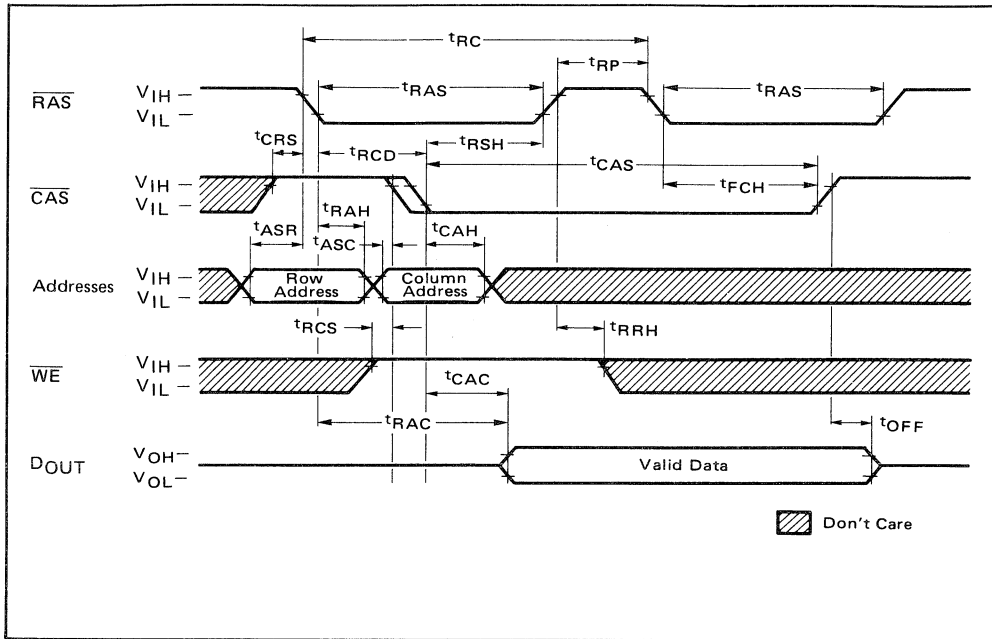 tRC
tRP
RAS VIH
VIL
tRAS tRAS
tCRS tRCD tRSH
tCAS
CAS VIH
VIL
tFCH
tASR tRAH tASC tCAH
Addresses VIH
VIL
Row Address Column Address
tRCS tRRH
WE VIH
VIL
tCAC
tRAC tOFF
DOUT VOH
VOL
Valid Data
Don't Care